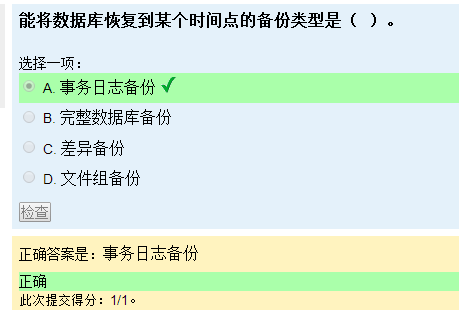 能将数据库恢复到某个时间点的备份类型是（ ）。
选择一项：
A. 事务日志备份 ✓
B. 完整数据库备份
C. 差异备份
D. 文件组备份
检查
正确答案是：事务日志备份
正确
此次提交得分：1/1。